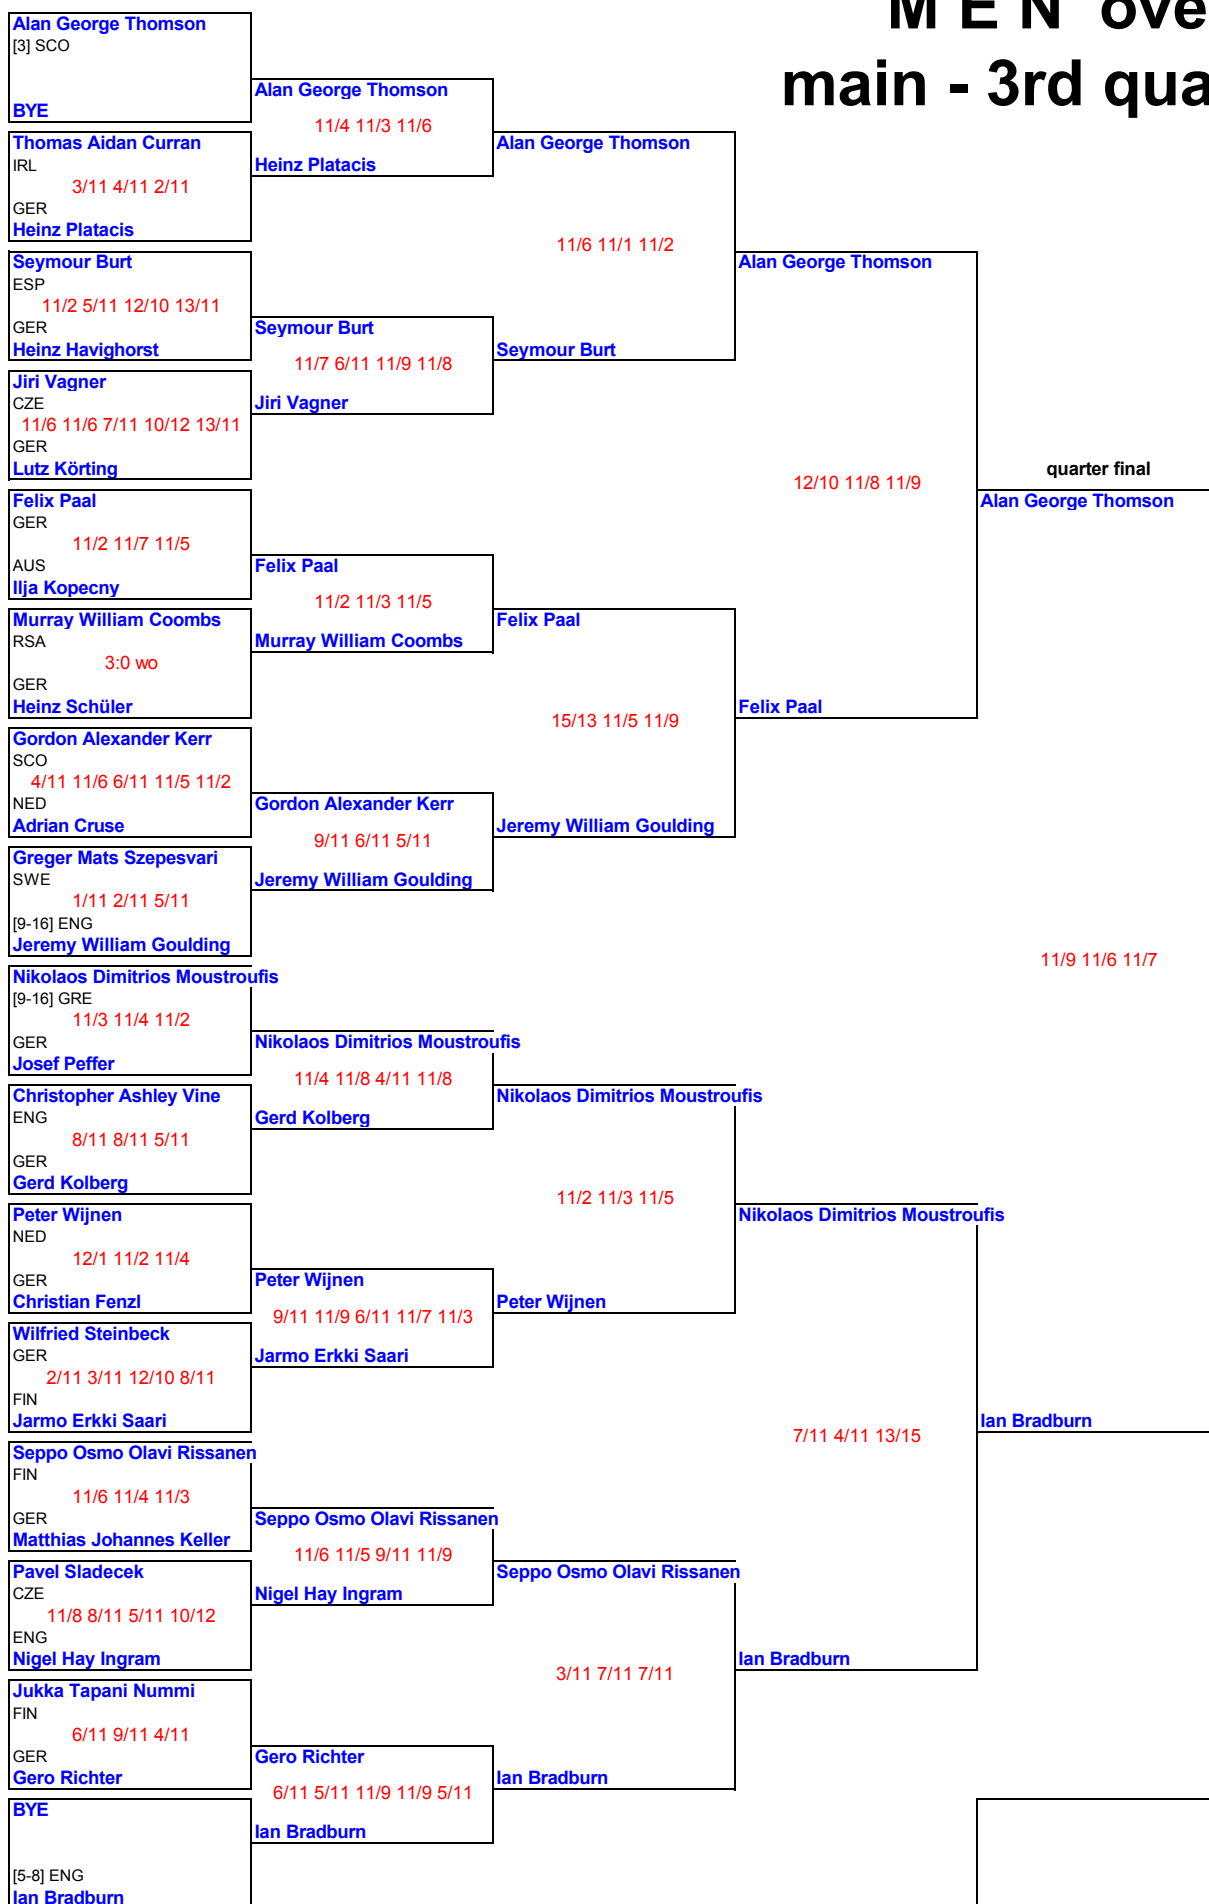 M E N ove
main - 3rd qua
Alan George Thomson
[3] SCO
BYE
Thomas Aidan Curran
IRL
3/11 4/11 2/11
GER
Heinz Platacis
Seymour Burt
ESP
11/2 5/11 12/10 13/11
GER
Heinz Havighorst
Jiri Vagner
CZE
11/6 11/6 7/11 10/12 13/11
GER
Lutz Körting
Felix Paal
GER
11/2 11/7 11/5
AUS
Ilja Kopecny
Murray William Coombs
RSA
3:0 wo
GER
Heinz Schüler
Gordon Alexander Kerr
SCO
4/11 11/6 6/11 11/5 11/2
NED
Adrian Cruse
Greger Mats Szepesvari
SWE
1/11 2/11 5/11
[9-16] ENG
Jeremy William Goulding
Nikolaos Dimitrios Moustroufis
[9-16] GRE
11/3 11/4 11/2
GER
Josef Peffer
Christopher Ashley Vine
ENG
8/11 8/11 5/11
GER
Gerd Kolberg
Peter Wijnen
NED
12/1 11/2 11/4
GER
Christian Fenzl
Wilfried Steinbeck
GER
2/11 3/11 12/10 8/11
FIN
Jarmo Erkki Saari
Seppo Osmo Olavi Rissanen
FIN
11/6 11/4 11/3
GER
Matthias Johannes Keller
Pavel Sladecek
CZE
11/8 8/11 5/11 10/12
ENG
Nigel Hay Ingram
Jukka Tapani Nummi
FIN
6/11 9/11 4/11
GER
Gero Richter
BYE
[5-8] ENG
Ian Bradburn
Alan George Thomson
11/4 11/3 11/6
Heinz Platacis
Seymour Burt
11/7 6/11 11/9 11/8
Jiri Vagner
Felix Paal
11/2 11/3 11/5
Murray William Coombs
Gordon Alexander Kerr
9/11 6/11 5/11
Jeremy William Goulding
Nikolaos Dimitrios Moustroufis
11/4 11/8 4/11 11/8
Gerd Kolberg
Peter Wijnen
9/11 11/9 6/11 11/7 11/3
Jarmo Erkki Saari
Seppo Osmo Olavi Rissanen
11/6 11/5 9/11 11/9
Nigel Hay Ingram
Gero Richter
6/11 5/11 11/9 11/9 5/11
Ian Bradburn
Alan George Thomson
11/6 11/1 11/2
Seymour Burt
Felix Paal
15/13 11/5 11/9
Jeremy William Goulding
Nikolaos Dimitrios Moustroufis
11/2 11/3 11/5
Peter Wijnen
Seppo Osmo Olavi Rissanen
3/11 7/11 7/11
Ian Bradburn
Alan George Thomson
12/10 11/8 11/9
Felix Paal
Nikolaos Dimitrios Moustroufis
7/11 4/11 13/15
Ian Bradburn
quarter final
Alan George Thomson
11/9 11/6 11/7
Ian Bradburn